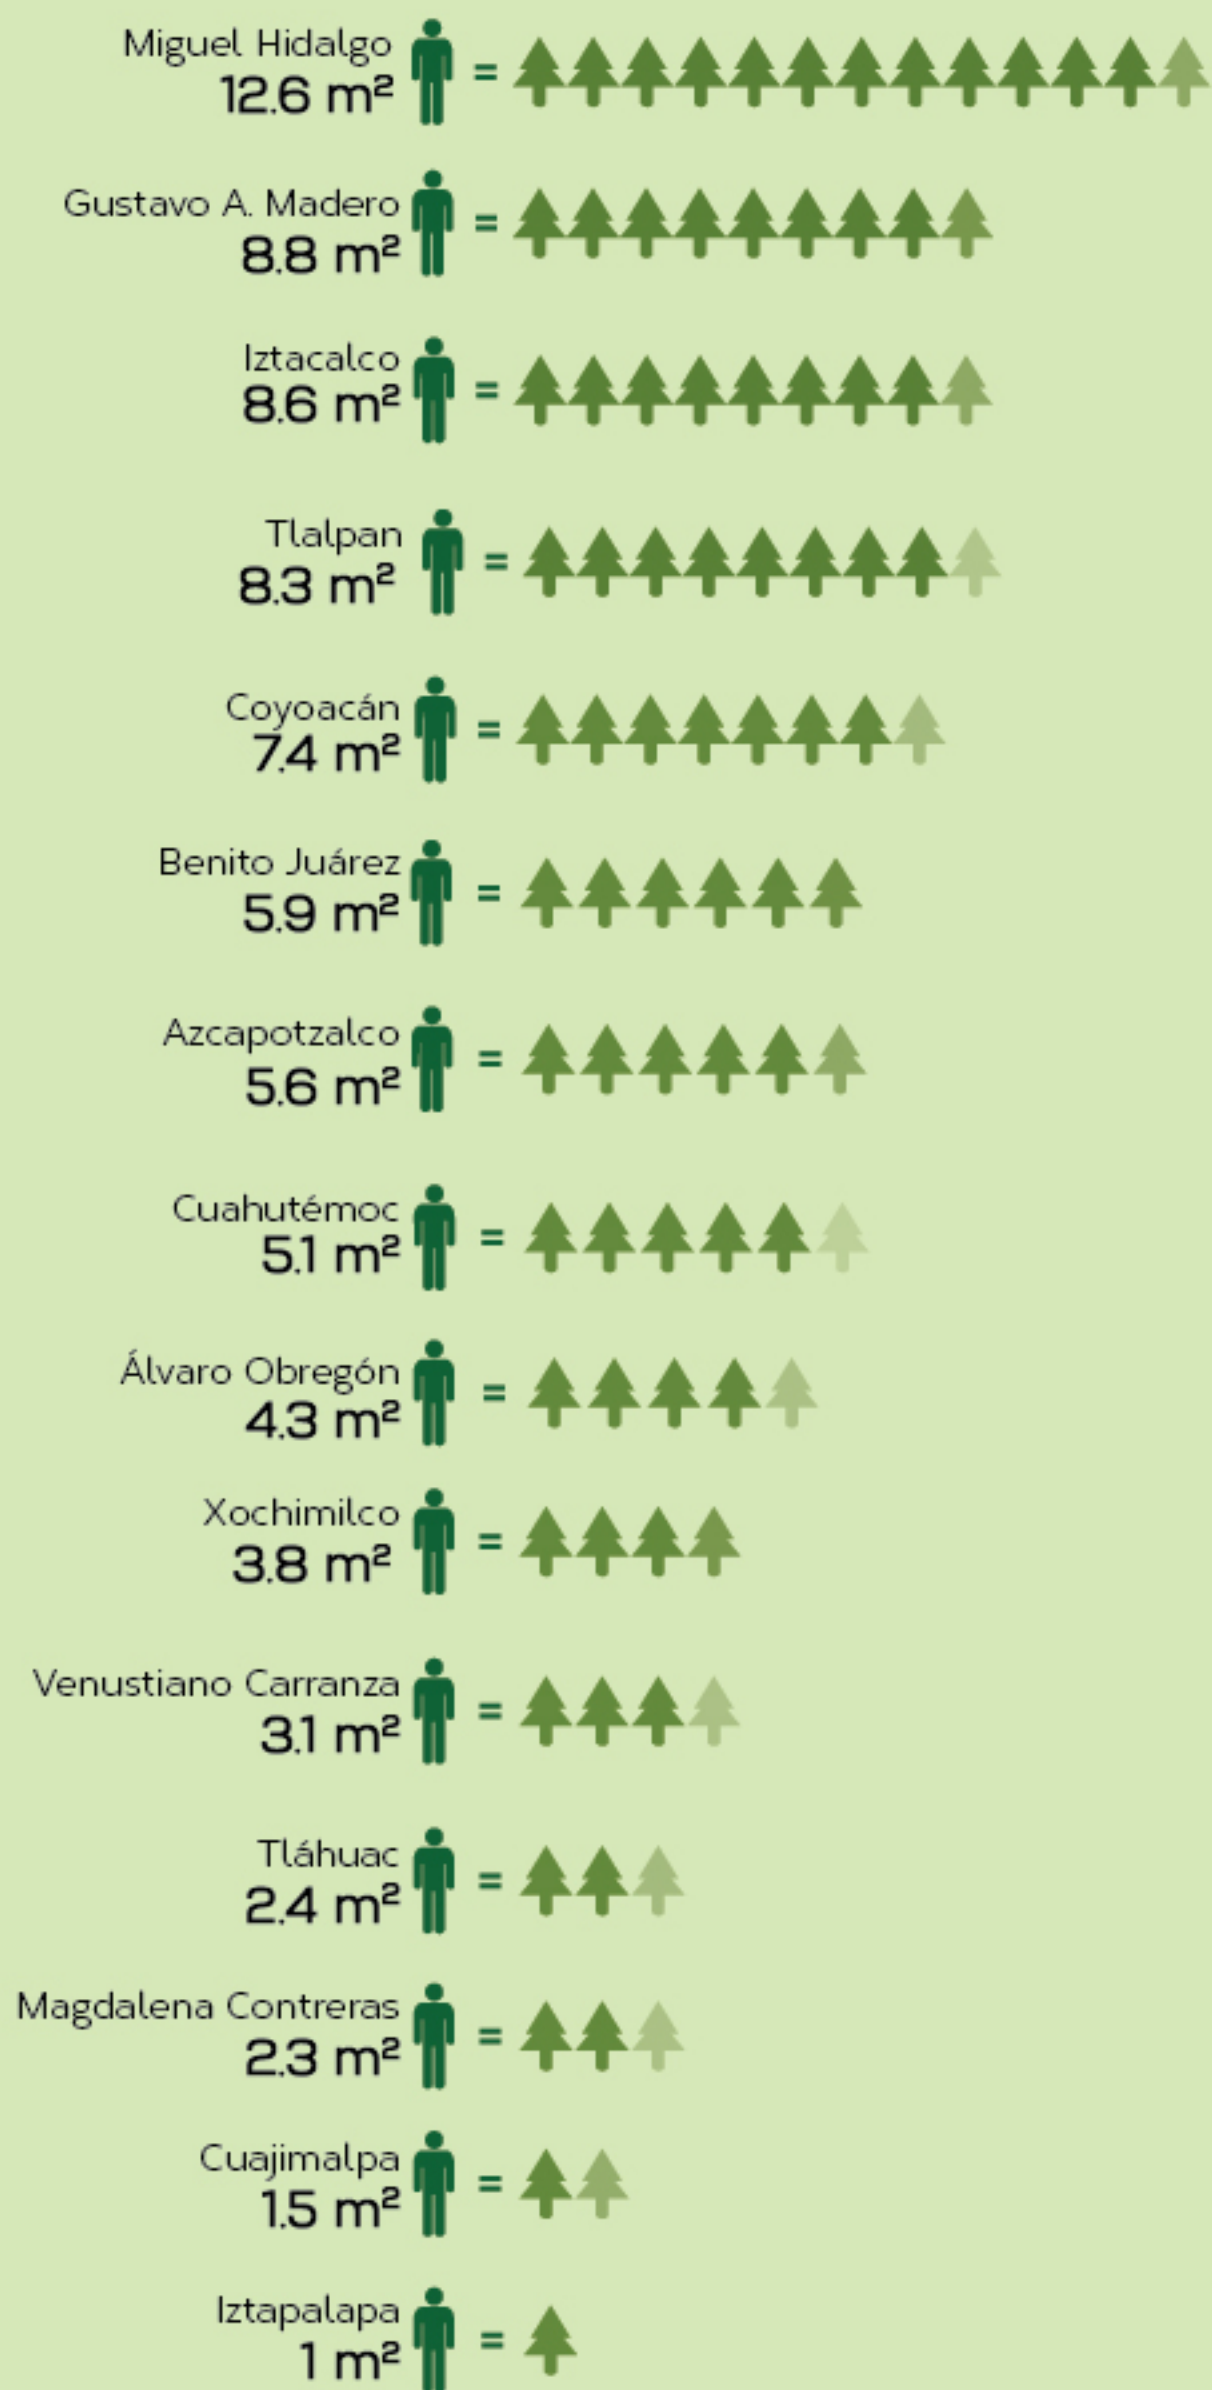 Miguel Hidalgo
12.6 m²
=
Gustavo A. Madero
8.8 m²
=
Iztacalco
8.6 m²
=
Tlalpan
8.3 m²
=
Coyoacán
7.4 m²
=
Benito Juárez
5.9 m²
=
Azcapotzalco
5.6 m²
=
Cuahutémoc
5.1 m²
=
Álvaro Obregón
4.3 m²
=
Xochimilco
3.8 m²
=
Venustiano Carranza
3.1 m²
=
Tláhuac
2.4 m²
=
Magdalena Contreras
2.3 m²
=
Cuajimalpa
1.5 m²
=
Iztapalapa
1 m²
=